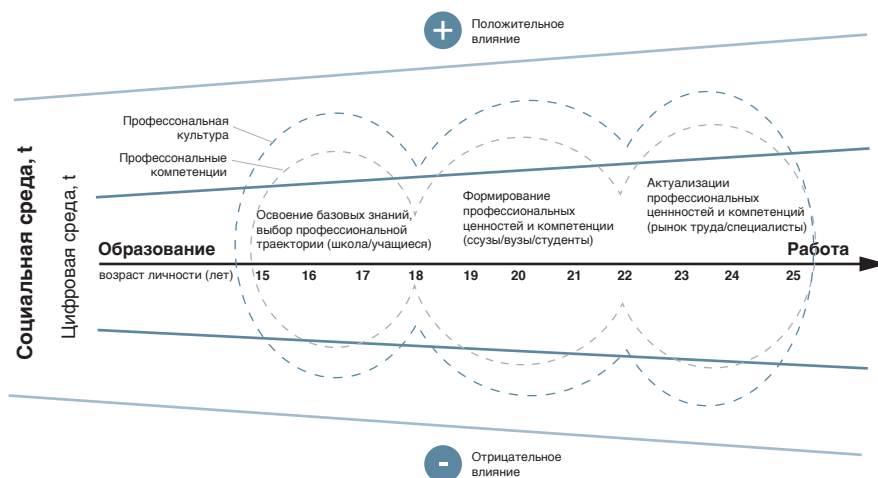 +
Положительное
влияние
Социальная среда, t
Цифровая среда, t
Профессональная
культура
Профессональные
компетенции
Освоение базовых знаний,
выбор профессиональной
траектории (школа/учащиеся)
Формирование
профессиональных
ценностей и компетенции
(ссузы/вузы/студенты)
Актуализации
профессиональных
ценнностей и компетенций
(рынок труда/специалисты)
Образование
Работа
возраст личности (лет)
15 16 17 18 19 20 21 22 23 24 25
-
Отрицательное
влияние